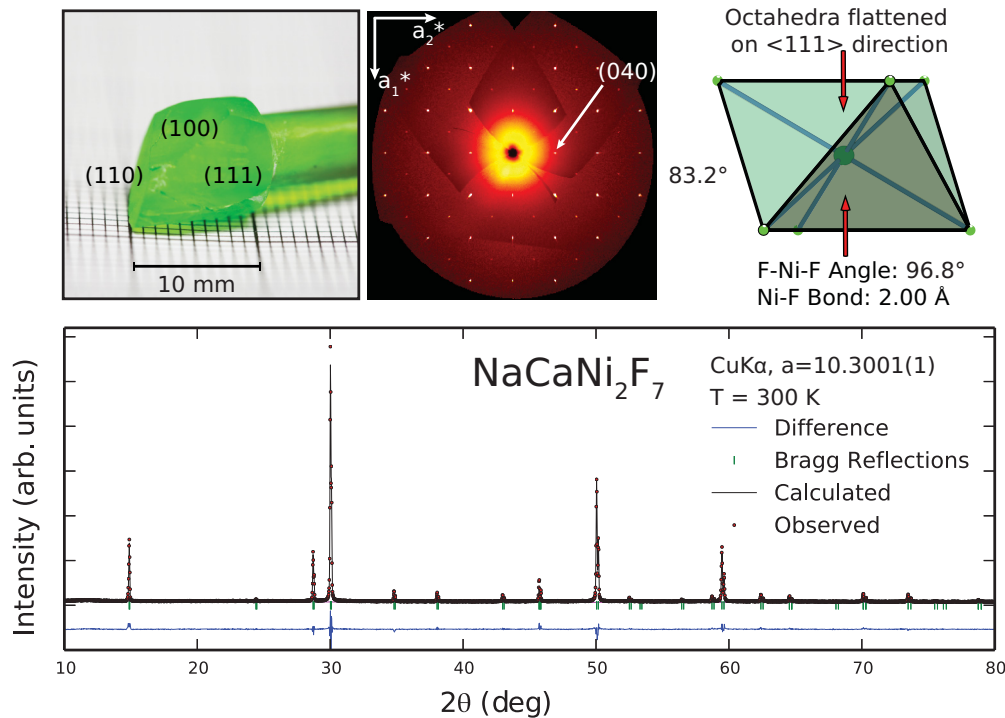 (100)
(110)
(111)
10 mm
a₂*
a₁*
(040)
Octahedra flattened
on <111> direction
83.2°
F-Ni-F Angle: 96.8°
Ni-F Bond: 2.00 Å
NaCaNi₂F₇
CuKα, a=10.3001(1)
T = 300 K
Difference
Bragg Reflections
Calculated
Observed
Intensity (arb. units)
10 20 30 40 50 60 70 80
2θ (deg)